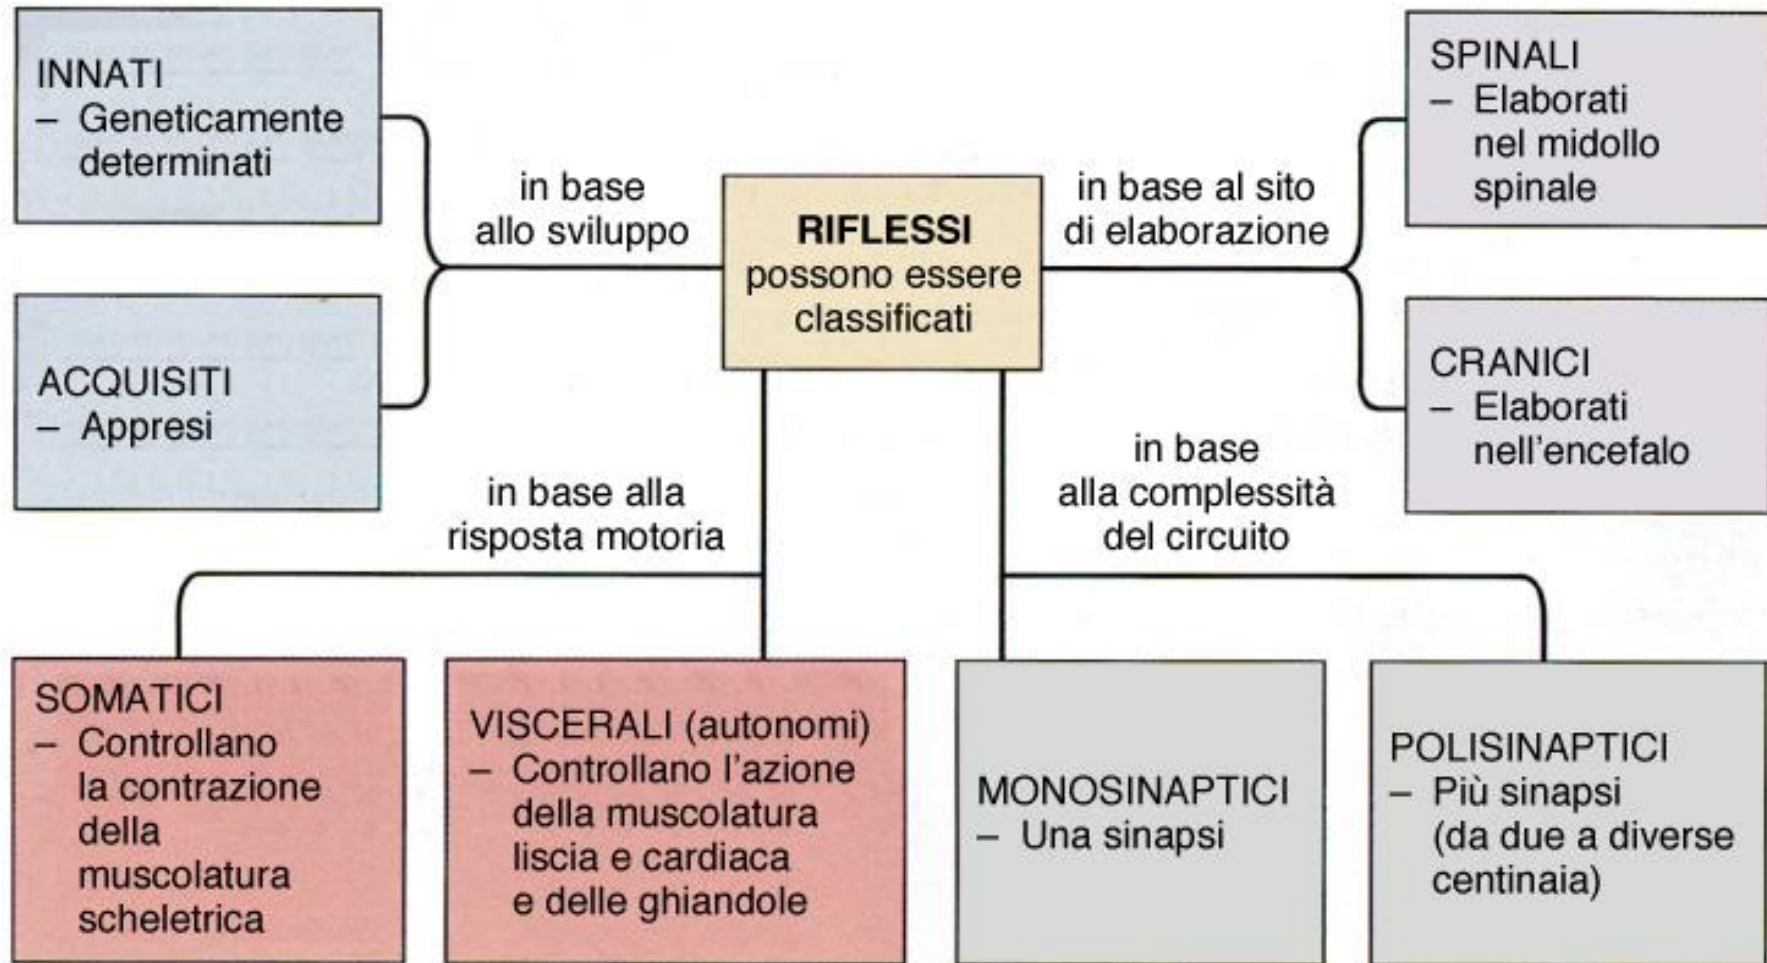 INNATI
– Geneticamente
determinati
in base
allo sviluppo
ACQUISITI
– Appresi
RIFLESSI
possono essere
classificati
in base al sito
di elaborazione
SPINALI
– Elaborati
nel midollo
spinale
CRANICI
– Elaborati
nell'encefalo
in base alla
risposta motoria
in base
alla complessità
del circuito
SOMATICI
– Controllano
la contrazione
della
muscolatura
scheletrica
VISCERALI (autonomi)
– Controllano l'azione
della muscolatura
liscia e cardiaca
e delle ghiandole
MONOSINAPTICI
– Una sinapsi
POLISINAPTICI
– Più sinapsi
(da due a diverse
centinaia)